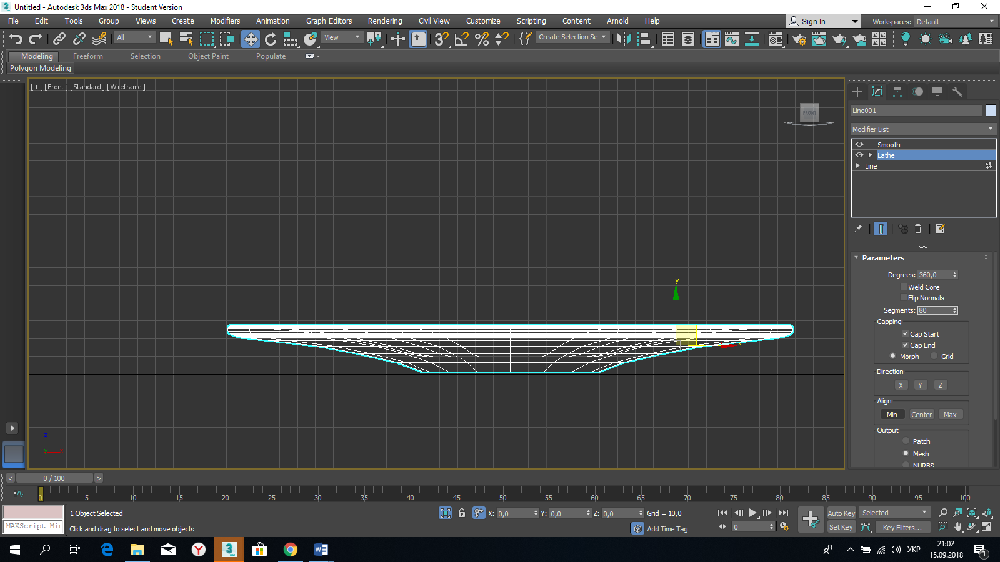 Untitled - Autodesk 3ds Max 2018 - Student Version
File Edit Tools Group Views Create Modifiers Animation Graph Editors Rendering Civil View Customize Scripting Content Arnold Help
Sign In Workspaces: Default
All View Create Selection Se
Modeling Freeform Selection Object Paint Populate
Polygon Modeling
[+] [Front] [Standard] [Wireframe]
FRONT
Line001
Modifier List
Smooth
Lathe
Line
Parameters
Degrees: 360,0
Weld Core
Flip Normals
Segments: 80
Capping
Cap Start
Cap End
Morph Grid
Direction
X Y Z
Align
Min Center Max
Output
Patch
Mesh
NURBS
y
x
z
y
0 / 100
0 5 10 15 20 25 30 35 40 45 50 55 60 65 70 75 80 85 90 95 100
1 Object Selected
X: 0,0 Y: 0,0 Z: 0,0 Grid = 10,0
Auto Key Selected
MAXScript Mi
Click and drag to select and move objects
Add Time Tag
0
Set Key Key Filters...
3
MAX
УКР
21:02
15.09.2018
1